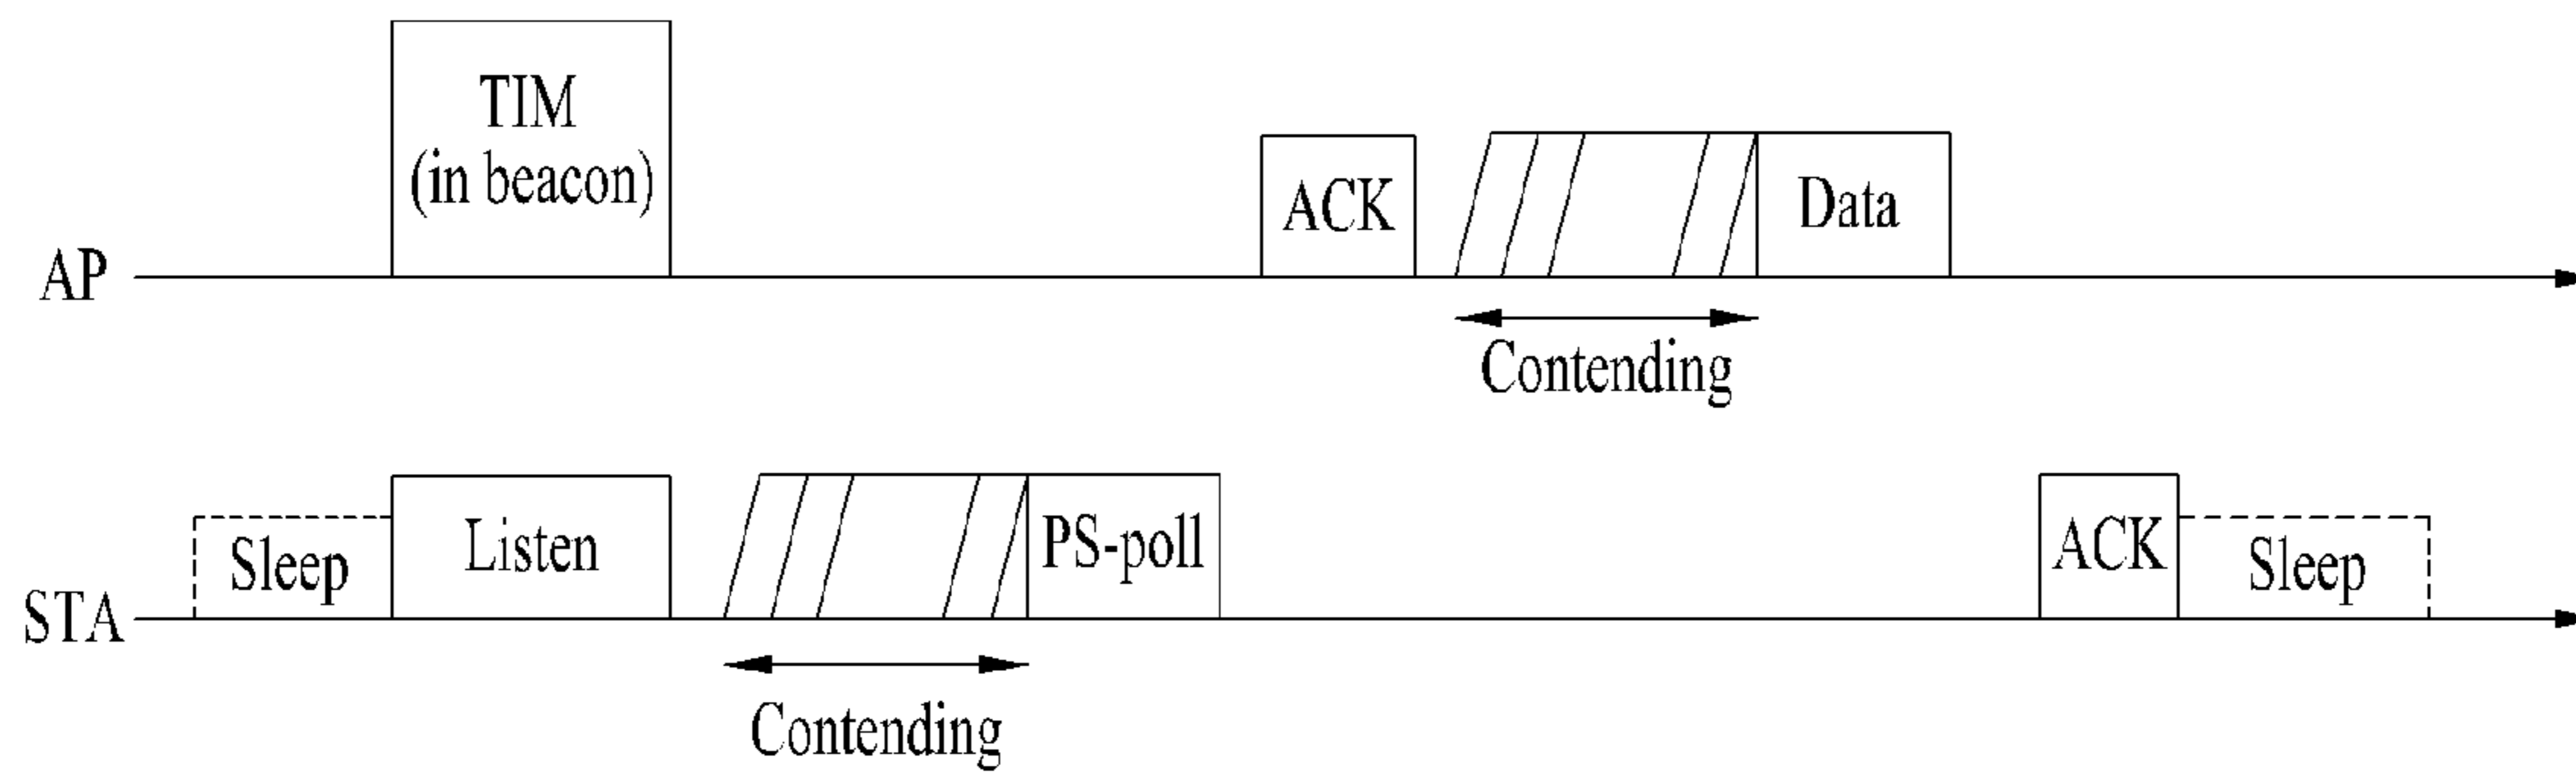 TIM
(in beacon)
ACK
Data
AP
Contending
Sleep
Listen
PS-poll
ACK
Sleep
STA
Contending